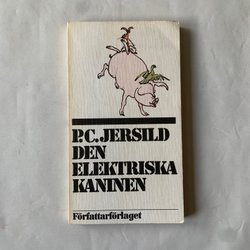 P.C. JERSILD
DEN
ELEKTRISKA
KANINEN
Författarförlaget